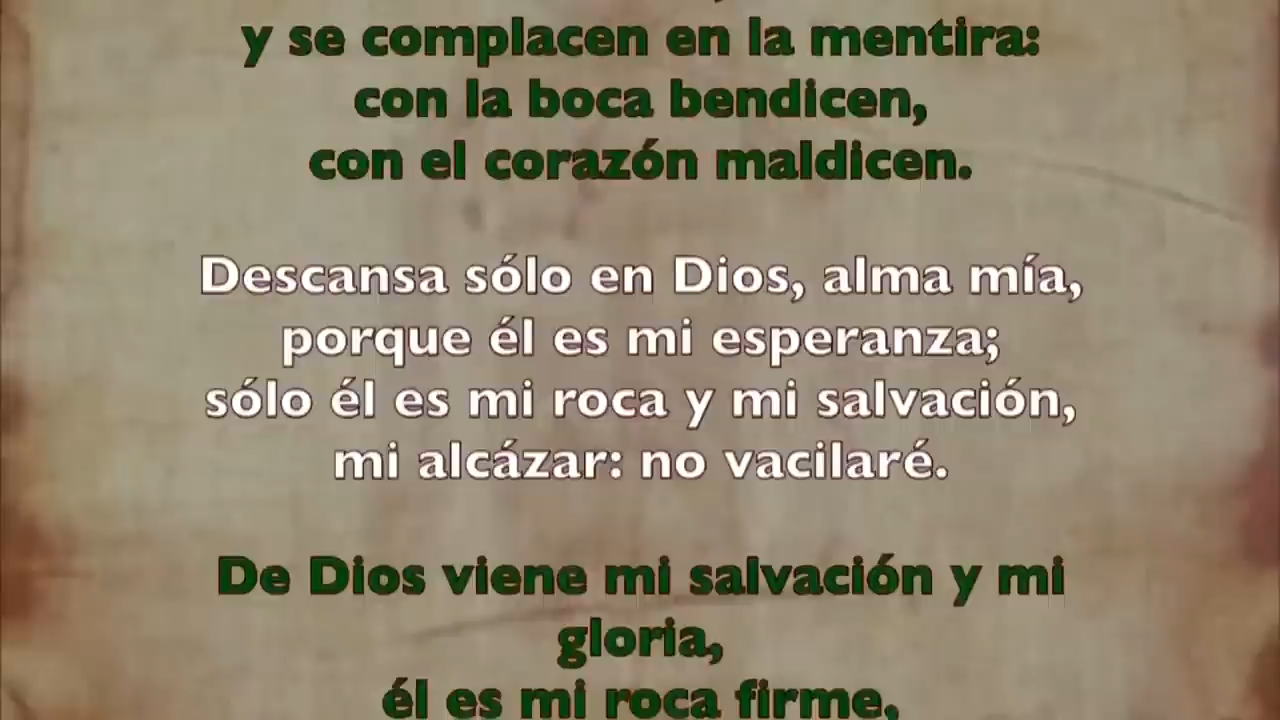 y se complacen en la mentira:
con la boca bendicen,
con el corazón maldicen.
Descansa sólo en Dios, alma mía,
porque él es mi esperanza;
sólo él es mi roca y mi salvación,
mi alcázar: no vacilaré.
De Dios viene mi salvación y mi
gloria,
él es mi roca firme,